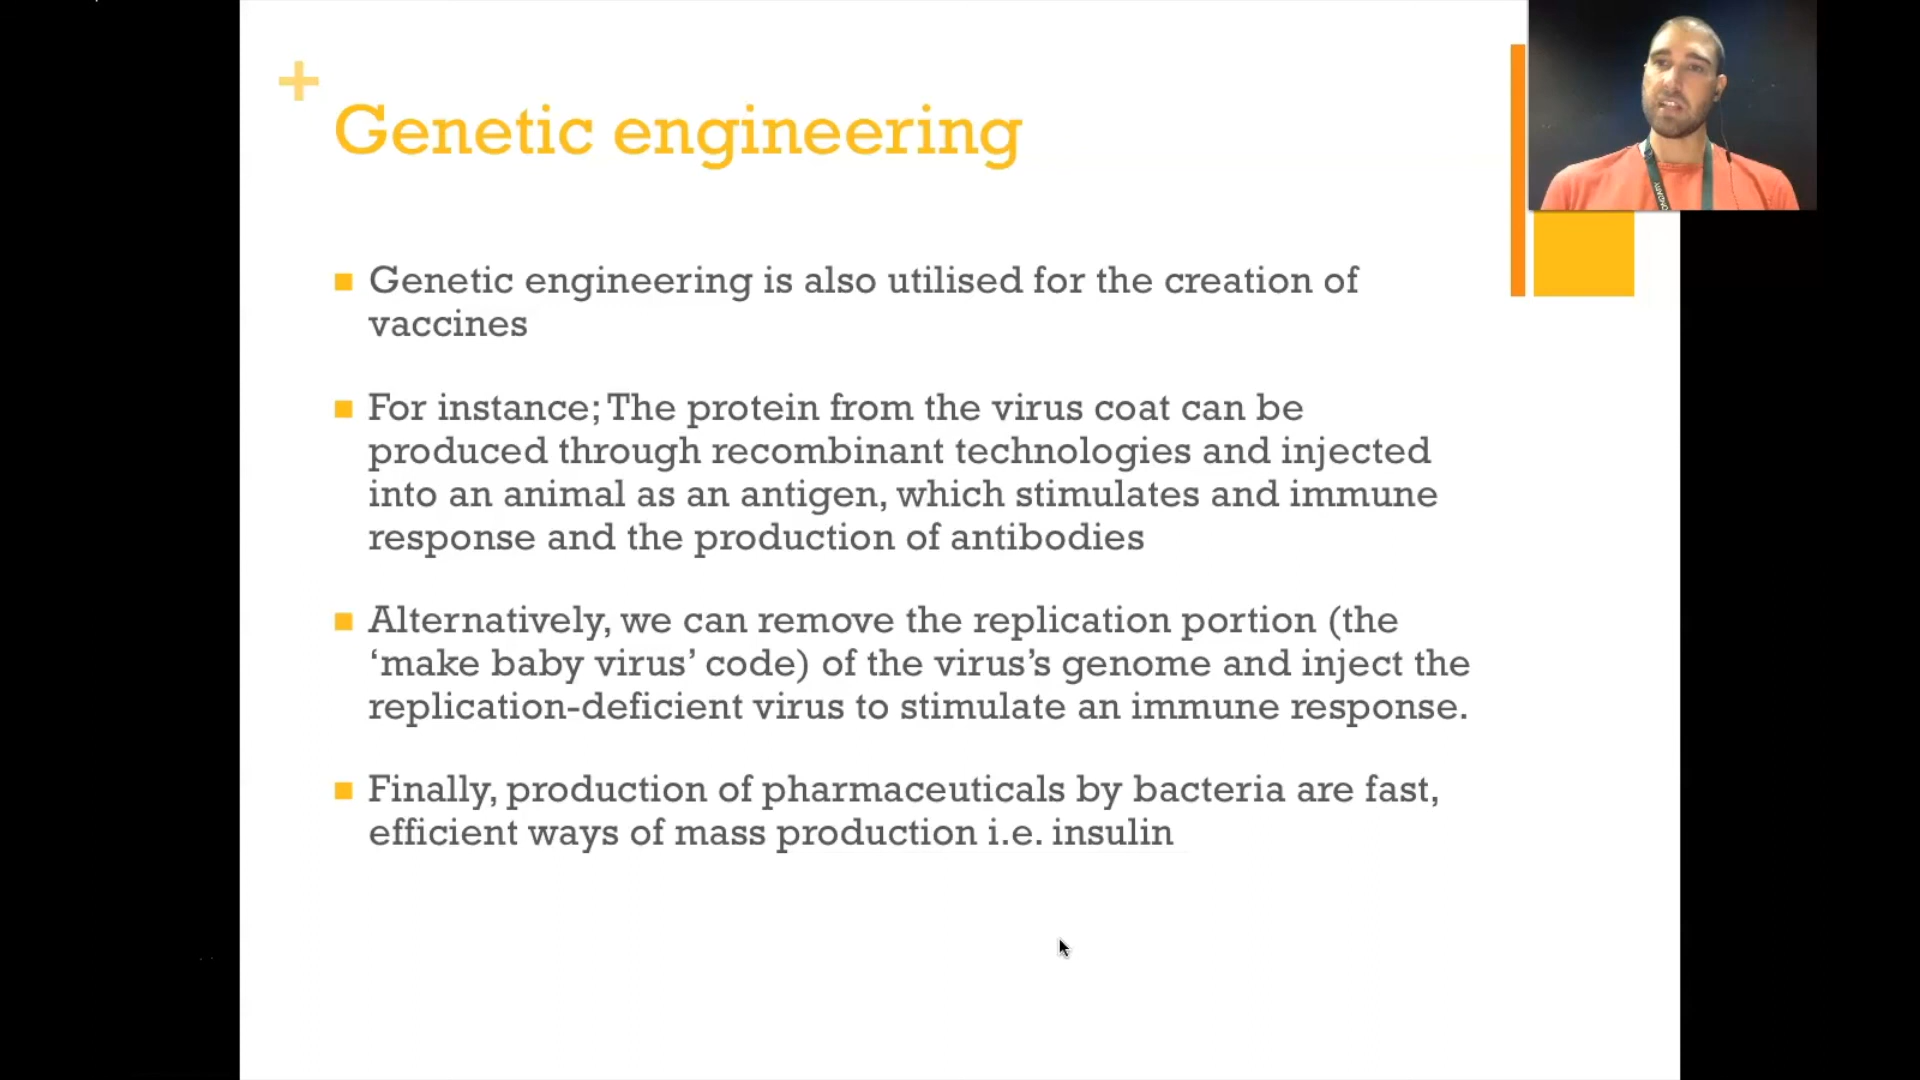 Genetic engineering
Genetic engineering is also utilised for the creation of
vaccines
For instance; The protein from the virus coat can be
produced through recombinant technologies and injected
into an animal as an antigen, which stimulates and immune
response and the production of antibodies
Alternatively, we can remove the replication portion (the
‘make baby virus’ code) of the virus’s genome and inject the
replication-deficient virus to stimulate an immune response.
Finally, production of pharmaceuticals by bacteria are fast,
efficient ways of mass production i.e. insulin